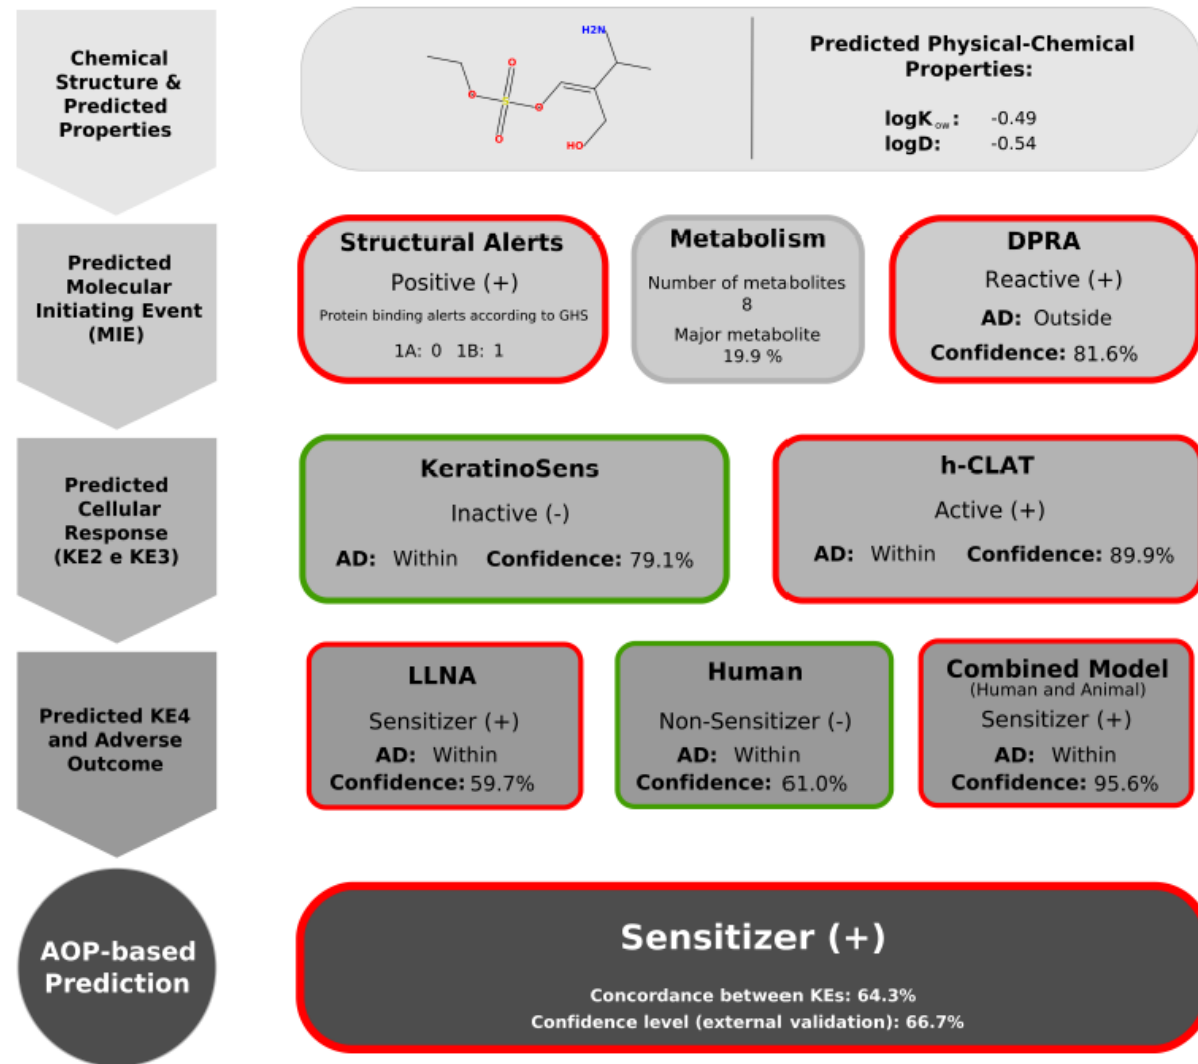 Chemical
Structure &
Predicted
Properties
H2N
O
O
S
O
O
HO
Predicted Physical-Chemical
Properties:
logKow: -0.49
logD: -0.54
Predicted
Molecular
Initiating Event
(MIE)
Structural Alerts
Positive (+)
Protein binding alerts according to GHS
1A: 0 1B: 1
Metabolism
Number of metabolites
8
Major metabolite
19.9 %
DPRA
Reactive (+)
AD: Outside
Confidence: 81.6%
Predicted
Cellular
Response
(KE2 e KE3)
KeratinoSens
Inactive (-)
AD: Within Confidence: 79.1%
h-CLAT
Active (+)
AD: Within Confidence: 89.9%
Predicted KE4
and Adverse
Outcome
LLNA
Sensitizer (+)
AD: Within
Confidence: 59.7%
Human
Non-Sensitizer (-)
AD: Within
Confidence: 61.0%
Combined Model
(Human and Animal)
Sensitizer (+)
AD: Within
Confidence: 95.6%
AOP-based
Prediction
Sensitizer (+)
Concordance between KEs: 64.3%
Confidence level (external validation): 66.7%